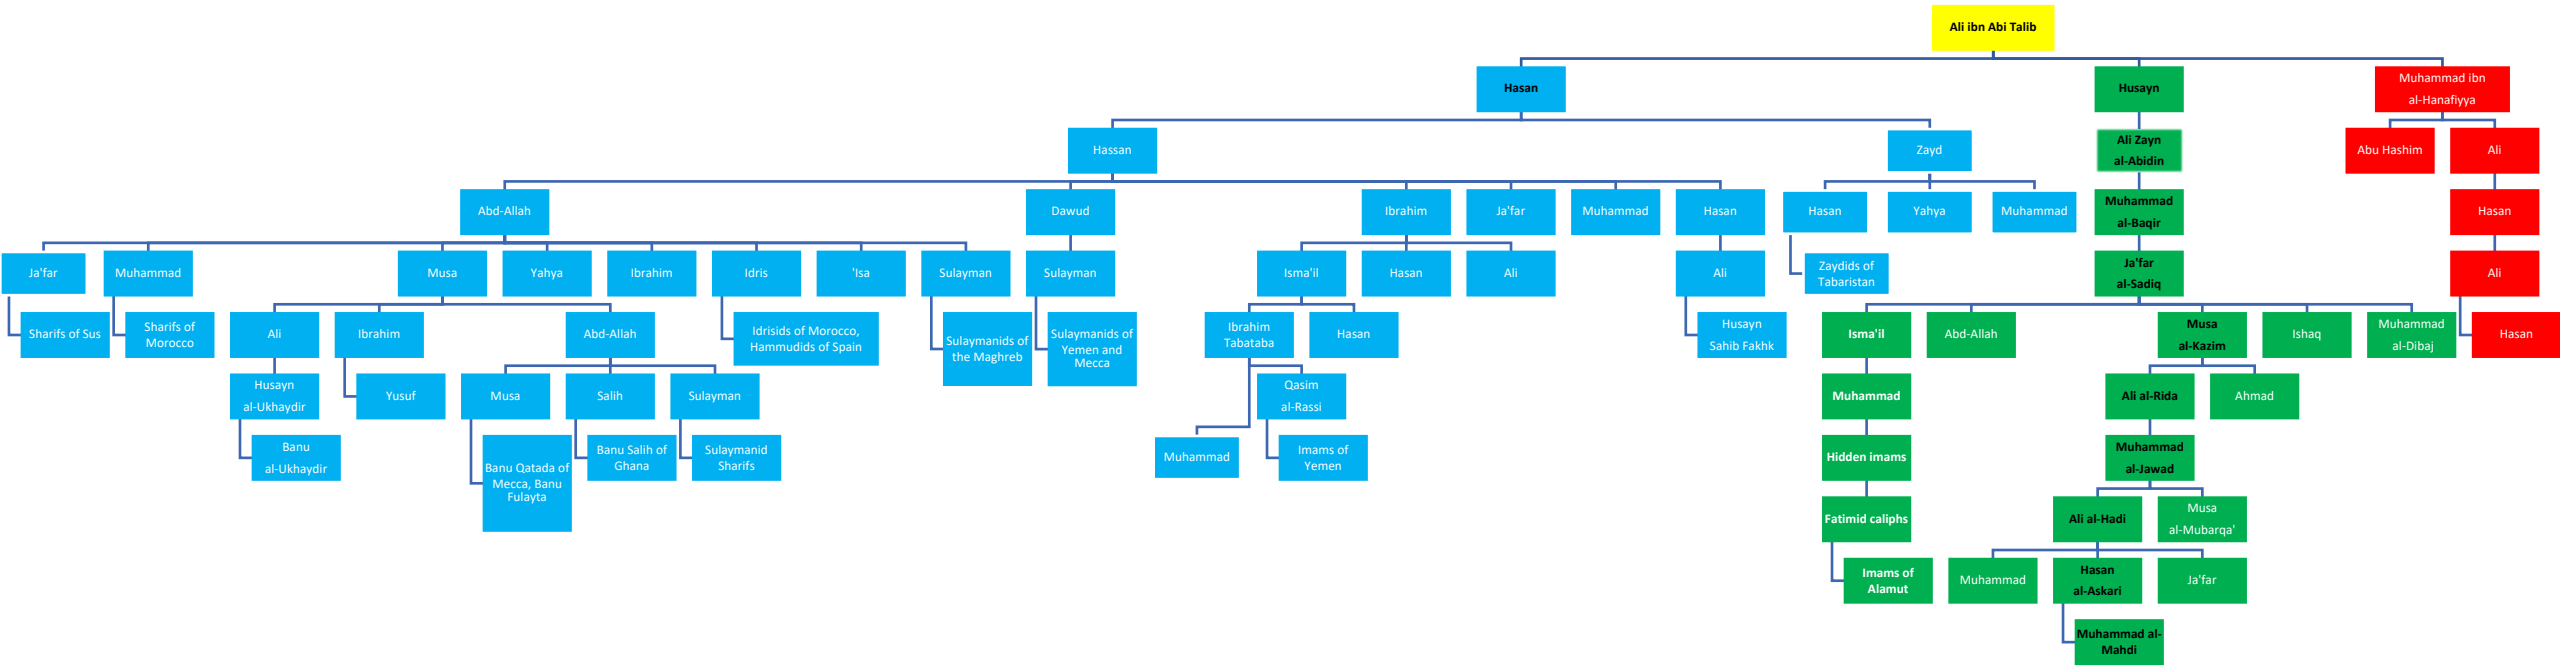 Ali ibn Abi Talib
Hasan
Husayn
Muhammad ibn
al-Hanafiyya
Hassan
Zayd
Ali Zayn
al-Abidin
Abu Hashim
Ali
Abd-Allah
Dawud
Ibrahim
Ja'far
Muhammad
Hasan
Hasan
Yahya
Muhammad
Muhammad
al-Baqir
Hasan
Ja'far
Muhammad
Musa
Yahya
Ibrahim
Idris
'Isa
Sulayman
Sulayman
Isma'il
Hasan
Ali
Ali
Zaydids of
Tabaristan
Ja'far
al-Sadiq
Ali
Sharifs of Sus
Sharifs of
Morocco
Ali
Ibrahim
Abd-Allah
Idrisids of Morocco,
Hammudids of Spain
Sulaymanids of
the Maghreb
Sulaymanids of
Yemen and
Mecca
Ibrahim
Tabataba
Hasan
Husayn
Sahib Fakhk
Isma'il
Abd-Allah
Musa
al-Kazim
Ishaq
Muhammad
al-Dibaj
Hasan
Husayn
al-Ukhaydir
Yusuf
Musa
Salih
Sulayman
Qasim
al-Rassi
Muhammad
Ali al-Rida
Ahmad
Banu
al-Ukhaydir
Banu Qatada of
Mecca, Banu
Fulayta
Banu Salih of
Ghana
Sulaymanid
Sharifs
Muhammad
Imams of
Yemen
Hidden imams
Muhammad
al-Jawad
Fatimid caliphs
Ali al-Hadi
Musa
al-Mubarqa'
Imams of
Alamut
Muhammad
Hasan
al-Askari
Ja'far
Muhammad al-
Mahdi